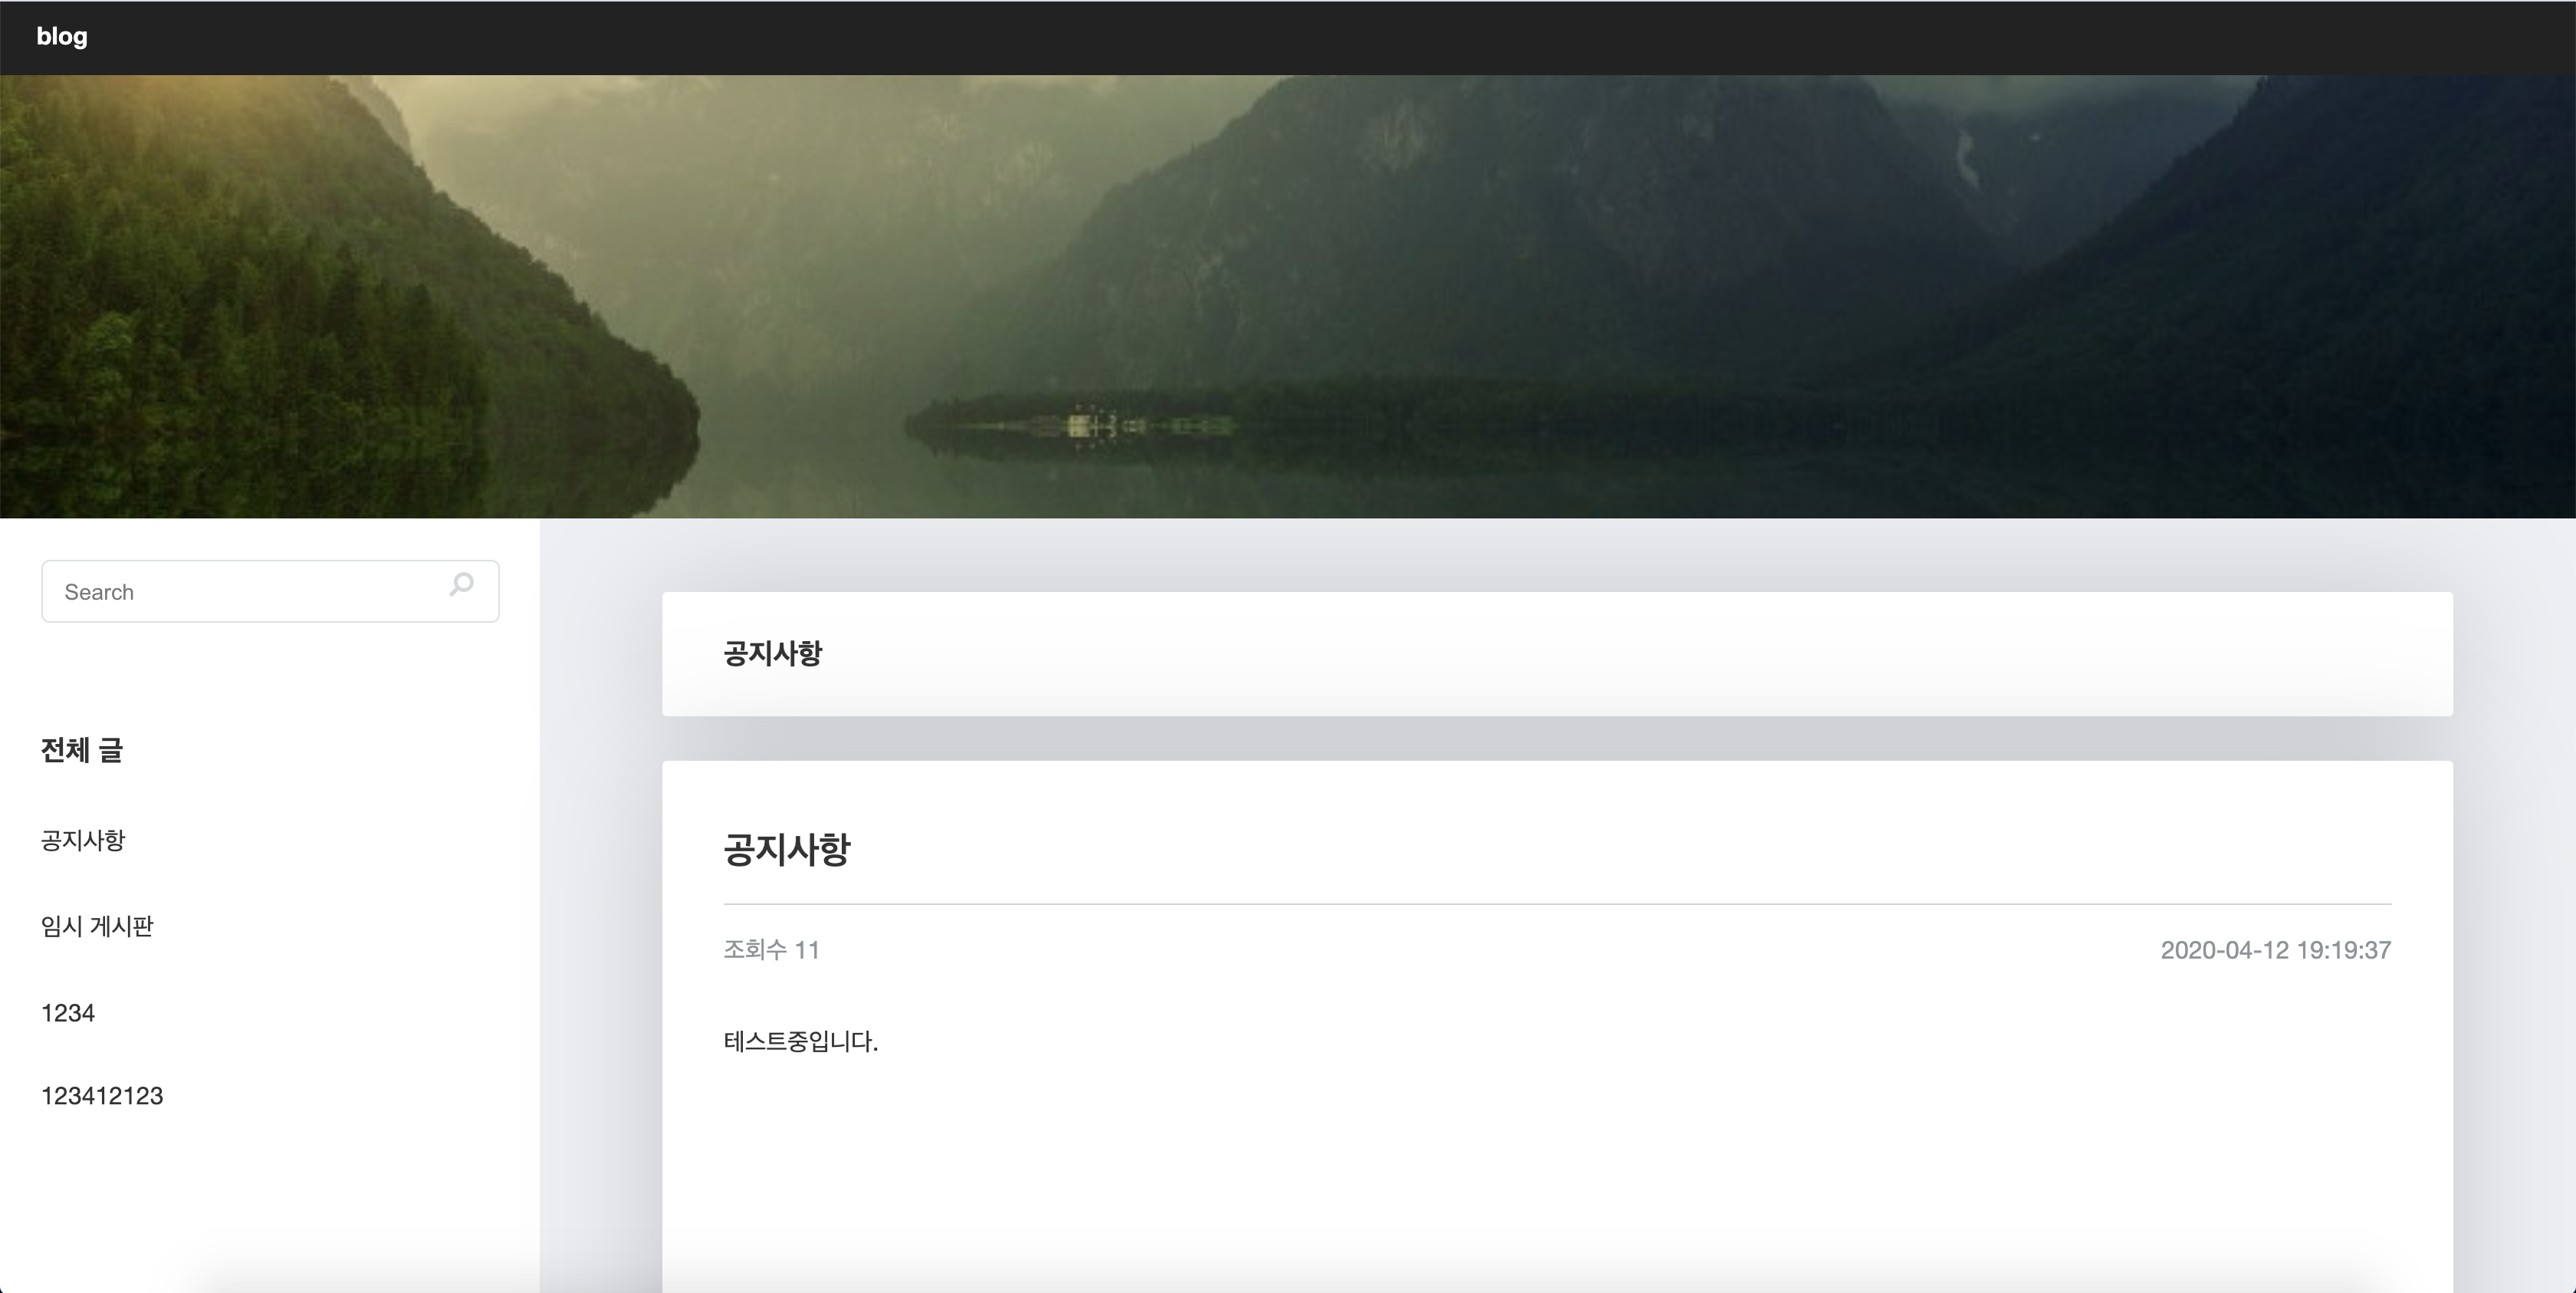 blog
Search
전체 글
공지사항
임시 게시판
1234
123412123
공지사항
공지사항
조회수 11
2020-04-12 19:19:37
테스트중입니다.